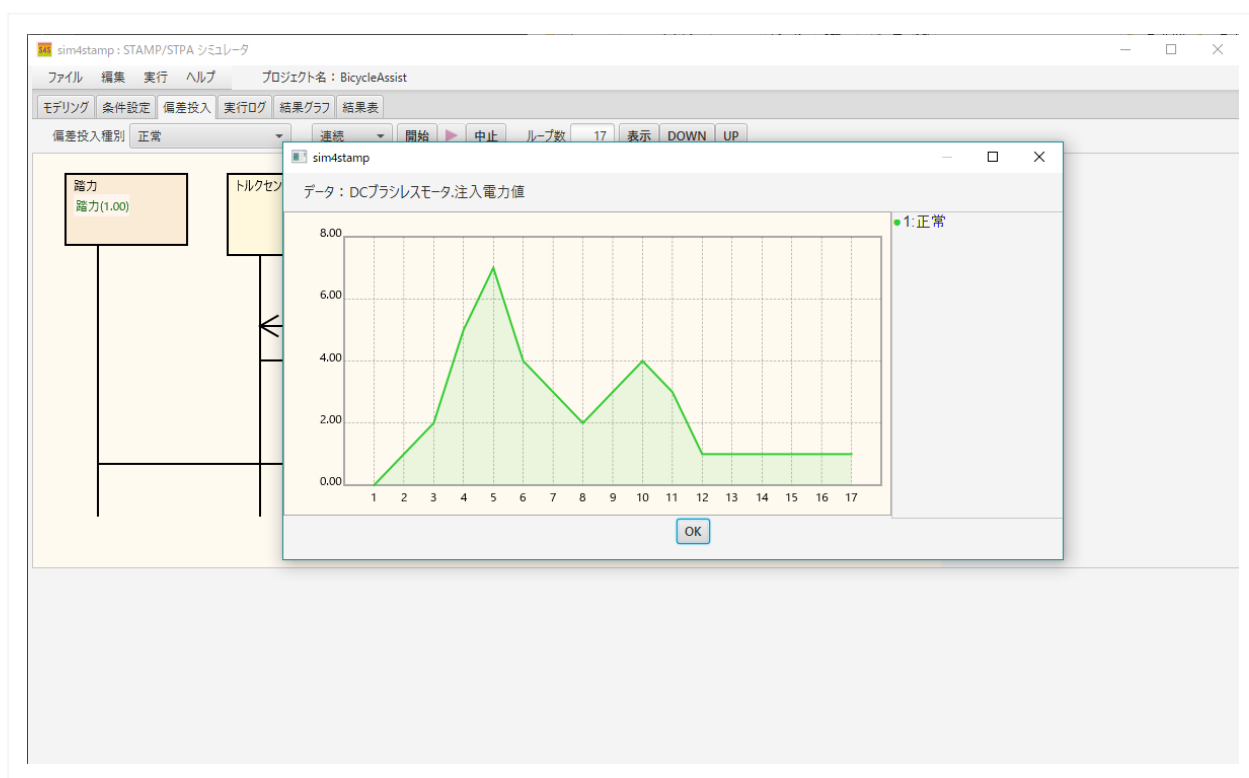 sim4stamp : STAMP/STPA シミュレータ
ファイル 編集 実行 ヘルプ プロジェクト名：BicycleAssist
モデリング 条件設定 偏差投入 実行ログ 結果グラフ 結果表
偏差投入種別 正常 連続 開始 中止 ループ数 17 表示 DOWN UP
sim4stamp
データ：DCブラシレスモータ.注入電力値
踏力
踏力(1.00)
トルクセン
1:正常
8.00
6.00
4.00
2.00
0.00
1 2 3 4 5 6 7 8 9 10 11 12 13 14 15 16 17
OK